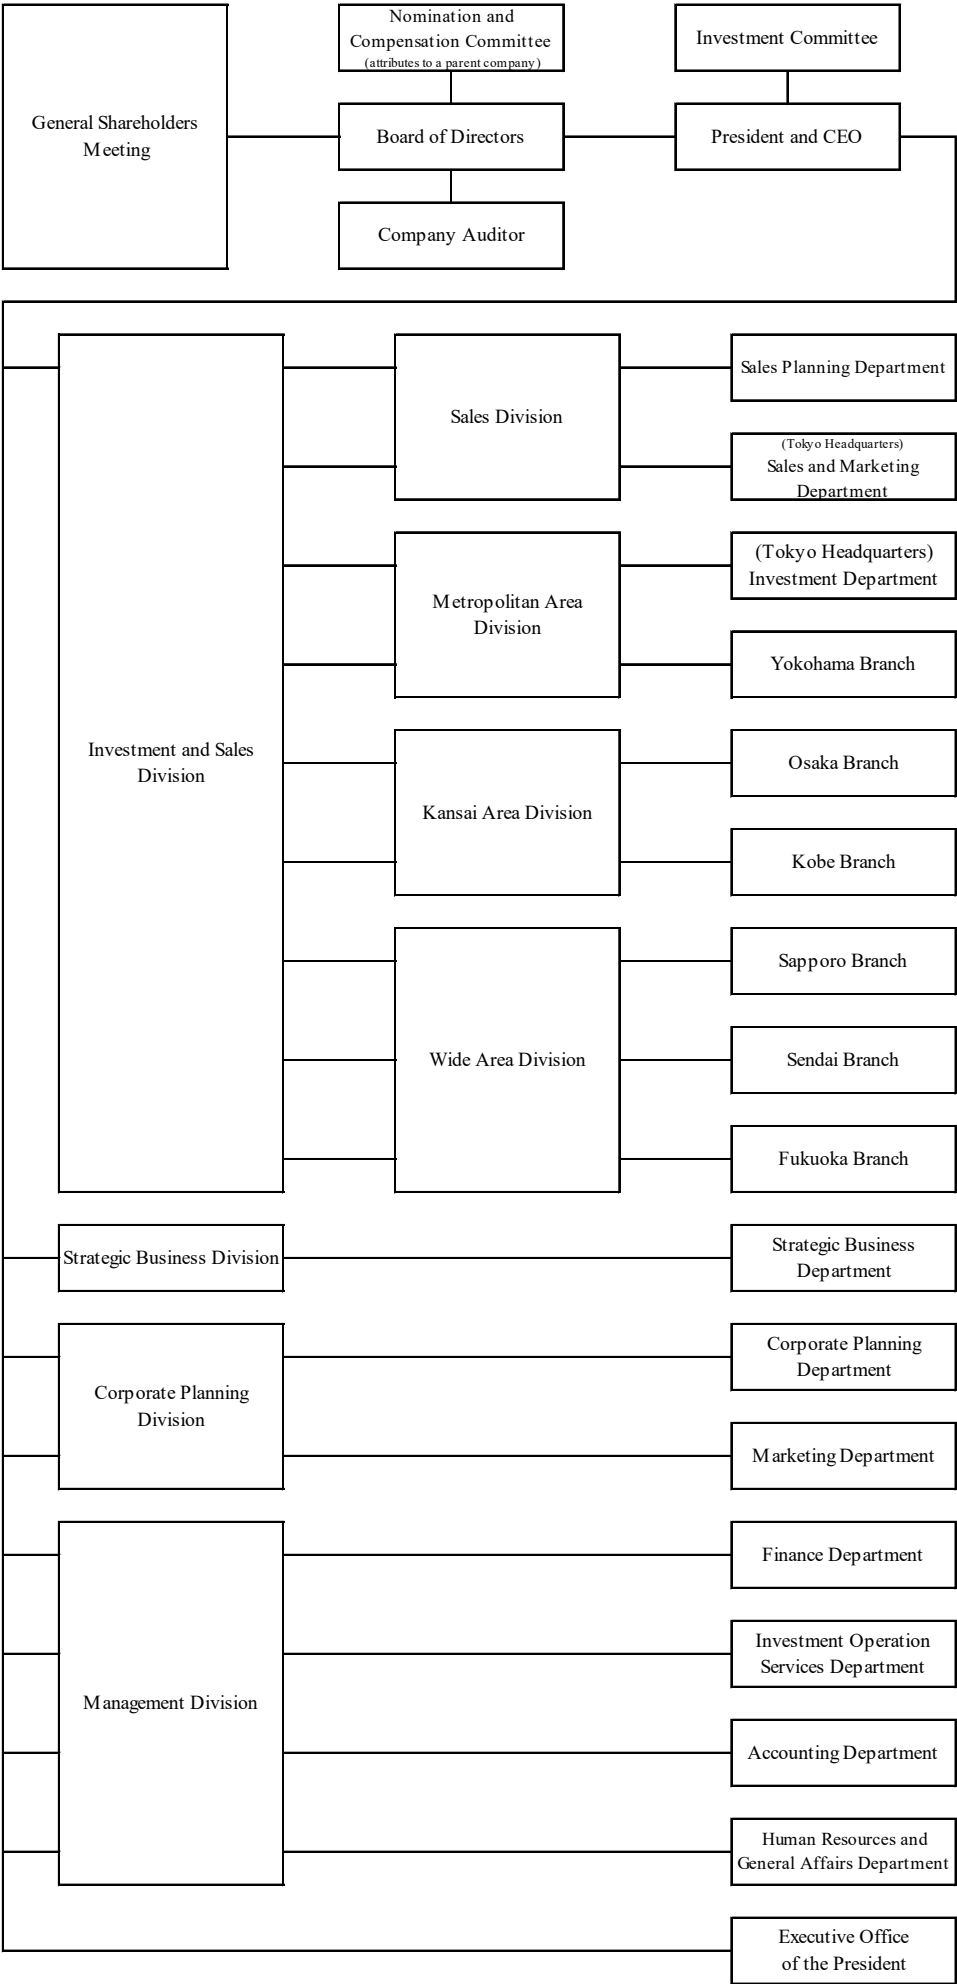 Nomination and
Compensation Committee
(attributes to a parent company)
Investment Committee
General Shareholders
Meeting
Board of Directors
President and CEO
Company Auditor
Investment and Sales
Division
Sales Division
Sales Planning Department
(Tokyo Headquarters)
Sales and Marketing
Department
Metropolitan Area
Division
(Tokyo Headquarters)
Investment Department
Yokohama Branch
Kansai Area Division
Osaka Branch
Kobe Branch
Wide Area Division
Sapporo Branch
Sendai Branch
Fukuoka Branch
Strategic Business Division
Strategic Business
Department
Corporate Planning
Division
Corporate Planning
Department
Marketing Department
Management Division
Finance Department
Investment Operation
Services Department
Accounting Department
Human Resources and
General Affairs Department
Executive Office
of the President